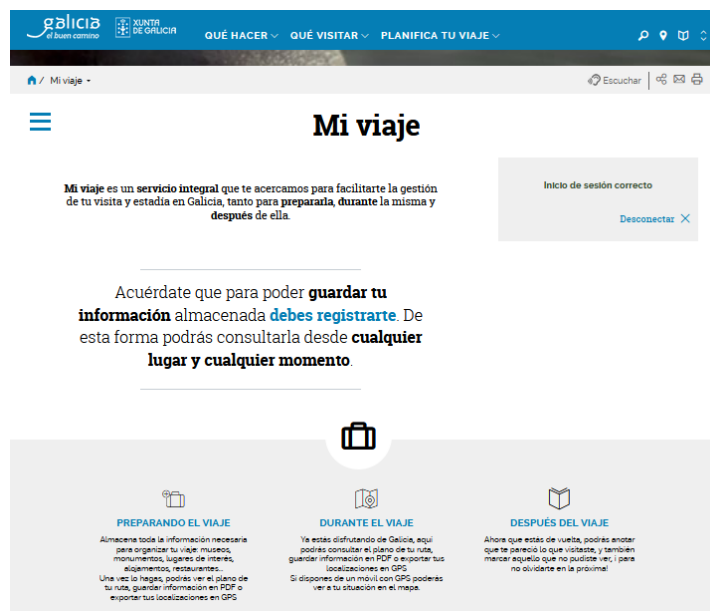 galicia
el buen camino
XUNTA
DE GALICIA
QUÉ HACER QUÉ VISITAR PLANIFICA TU VIAJE
/ Mi viaje
Escuchar
Mi viaje
Mi viaje es un servicio integral que te acercamos para facilitarte la gestión
de tu visita y estadía en Galicia, tanto para prepararla, durante la misma y
después de ella.
Inicio de sesión correcto
Desconectar
Acuérdate que para poder guardar tu
información almacenada debes registrarte. De
esta forma podrás consultarla desde cualquier
lugar y cualquier momento.
PREPARANDO EL VIAJE
Almacena toda la información necesaria
para organizar tu viaje: museos,
monumentos, lugares de interés,
alojamientos, restaurantes...
Una vez lo hagas, podrás ver el plano de
tu ruta, guardar información en PDF o
exportar tus localizaciones en GPS
DURANTE EL VIAJE
Ya estás disfrutando de Galicia, aquí
podrás consultar el plano de tu ruta,
guardar información en PDF o exportar tus
localizaciones en GPS
Si dispones de un móvil con GPS poderás
ver a tu situación en el mapa.
DESPUÉS DEL VIAJE
Ahora que estás de vuelta, podrás anotar
que te pareció lo que visitaste, y también
marcar aquello que no pudiste ver, ¡ para
no olvidarte en la próxima!